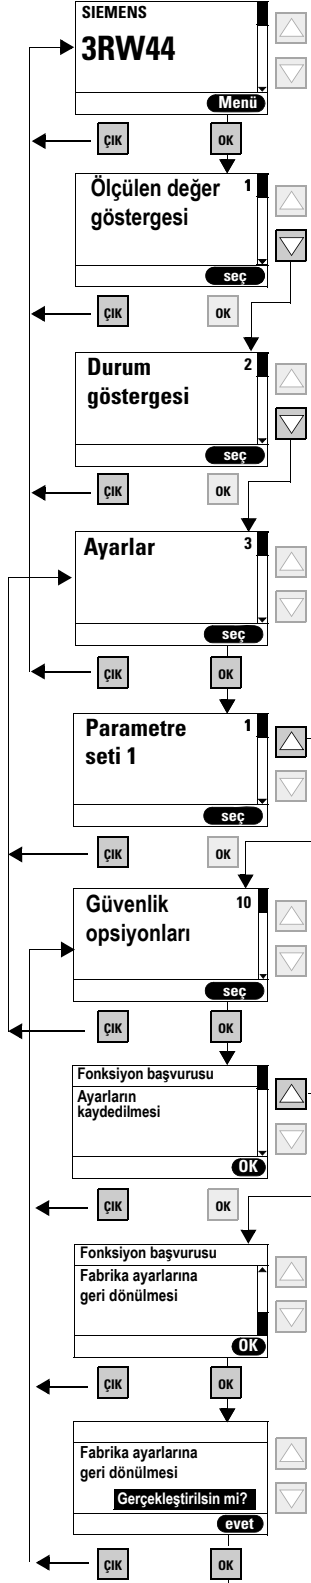 SIEMENS
3RW44
Menü
ÇIK
OK
Ölçülen değer
göstergesi
1
seç
ÇIK
OK
Durum
göstergesi
2
seç
ÇIK
OK
Ayarlar
3
seç
ÇIK
OK
Parametre
seti 1
1
seç
ÇIK
OK
Güvenlik
opsiyonları
10
seç
ÇIK
OK
Fonksiyon başvurusu
Ayarların
kaydedilmesi
OK
ÇIK
OK
Fonksiyon başvurusu
Fabrika ayarlarına
geri dönülmesi
OK
ÇIK
OK
Fabrika ayarlarına
geri dönülmesi
Gerçekleştirilsin mi?
evet
ÇIK
OK